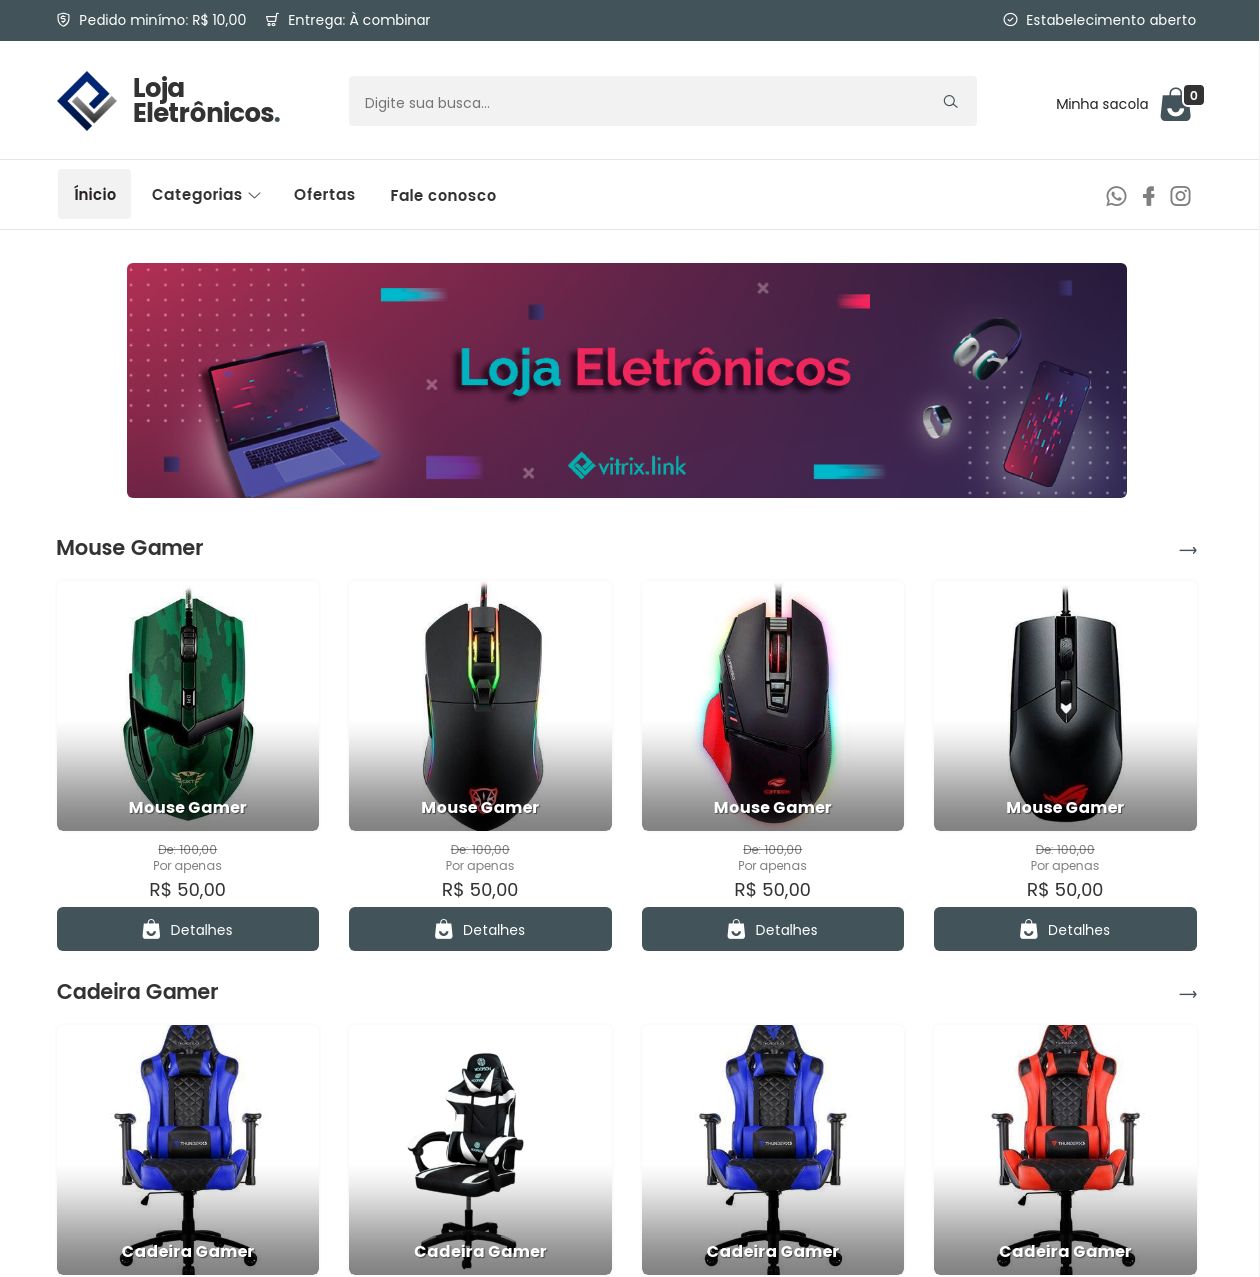 Pedido minímo: R$ 10,00 Entrega: À combinar Estabelecimento aberto
Loja
Eletrônicos.
Digite sua busca...
Minha sacola 0
Ínicio Categorias Ofertas Fale conosco
Loja Eletrônicos
vitrix.link
Mouse Gamer
Mouse Gamer Mouse Gamer Mouse Gamer Mouse Gamer
De: 100,00 De: 100,00 De: 100,00 De: 100,00
Por apenas Por apenas Por apenas Por apenas
R$ 50,00 R$ 50,00 R$ 50,00 R$ 50,00
Detalhes Detalhes Detalhes Detalhes
Cadeira Gamer
THUNDERX3 THUNDERX3 THUNDERX3
Cadeira Gamer Cadeira Gamer Cadeira Gamer Cadeira Gamer